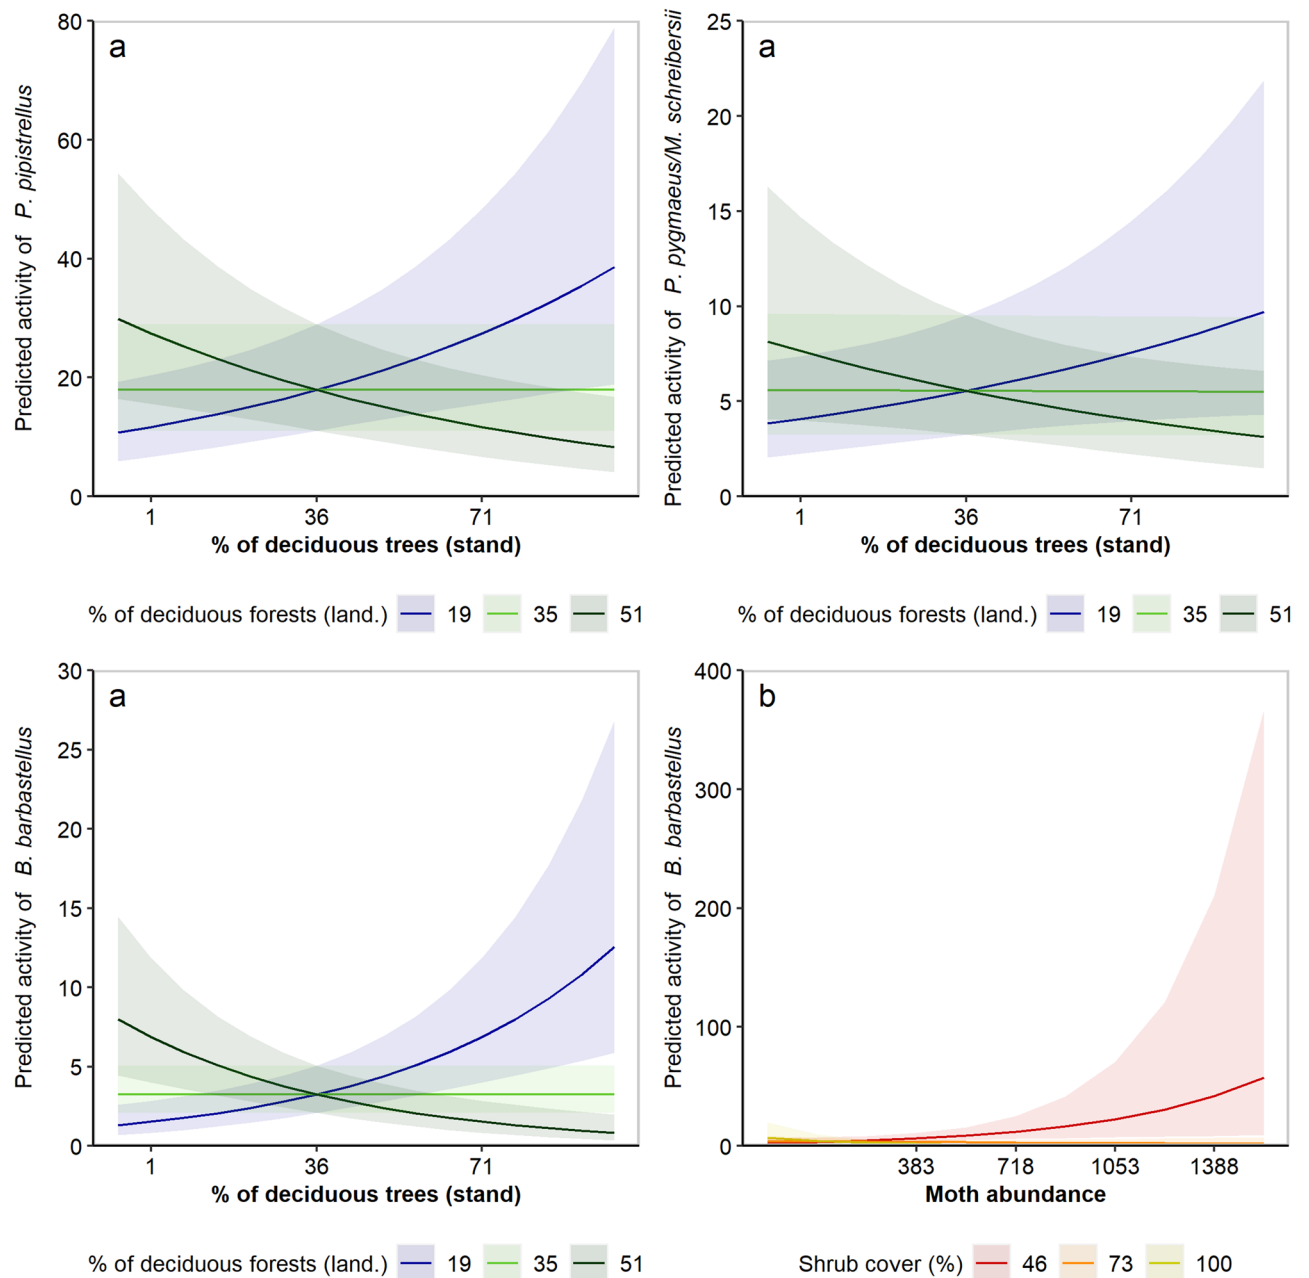 a
80
60
40
20
0
Predicted activity of P. pipistrellus
1 36 71
% of deciduous trees (stand)
% of deciduous forests (land.) 19 35 51
a
25
20
15
10
5
0
Predicted activity of P. pygmaeus/M. schreibersii
1 36 71
% of deciduous trees (stand)
% of deciduous forests (land.) 19 35 51
a
30
25
20
15
10
5
0
Predicted activity of B. barbastellus
1 36 71
% of deciduous trees (stand)
% of deciduous forests (land.) 19 35 51
b
400
300
200
100
0
Predicted activity of B. barbastellus
383 718 1053 1388
Moth abundance
Shrub cover (%) 46 73 100